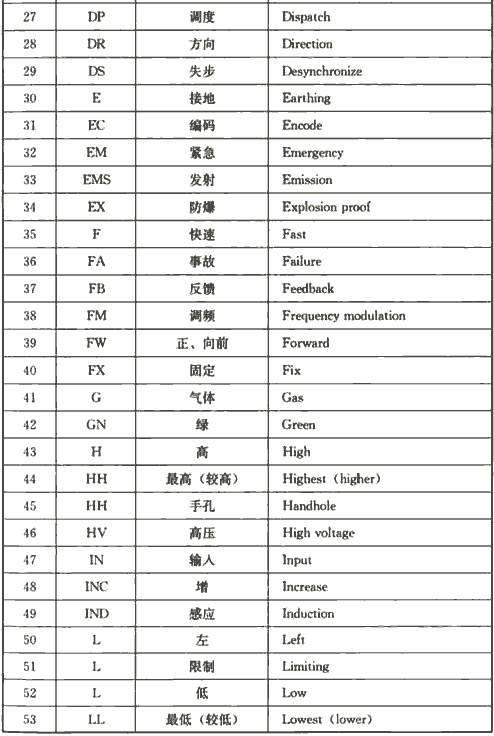 27 DP 调度 Dispatch
28 DR 方向 Direction
29 DS 失步 Desynchronize
30 E 接地 Earthing
31 EC 编码 Encode
32 EM 紧急 Emergency
33 EMS 发射 Emission
34 EX 防爆 Explosion proof
35 F 快速 Fast
36 FA 事故 Failure
37 FB 反馈 Feedback
38 FM 调频 Frequency modulation
39 FW 正、向前 Forward
40 FX 固定 Fix
41 G 气体 Gas
42 GN 绿 Green
43 H 高 High
44 HH 最高（较高） Highest（higher）
45 HH 手孔 Handhole
46 HV 高压 High voltage
47 IN 输入 Input
48 INC 增 Increase
49 IND 感应 Induction
50 L 左 Left
51 L 限制 Limiting
52 L 低 Low
53 LL 最低（较低） Lowest（lower）